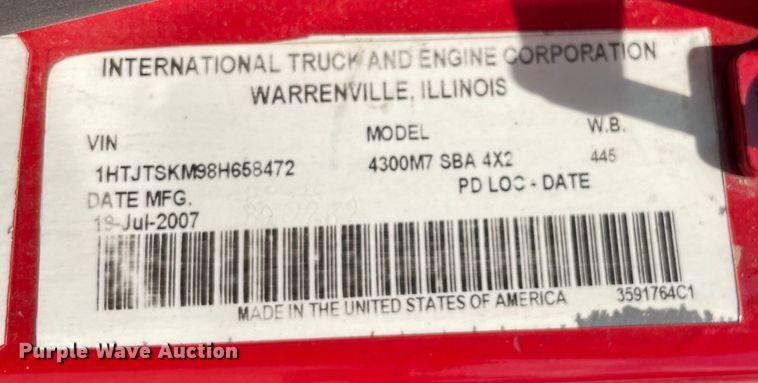 INTERNATIONAL TRUCK AND ENGINE CORPORATION
WARRENVILLE, ILLINOIS
VIN MODEL W.B.
1HTJTSKM98H658472 4300M7 SBA 4X2 445
DATE MFG. PD LOC - DATE
19-Jul-2007
MADE IN THE UNITED STATES OF AMERICA 3591764C1
Purple Wave Auction